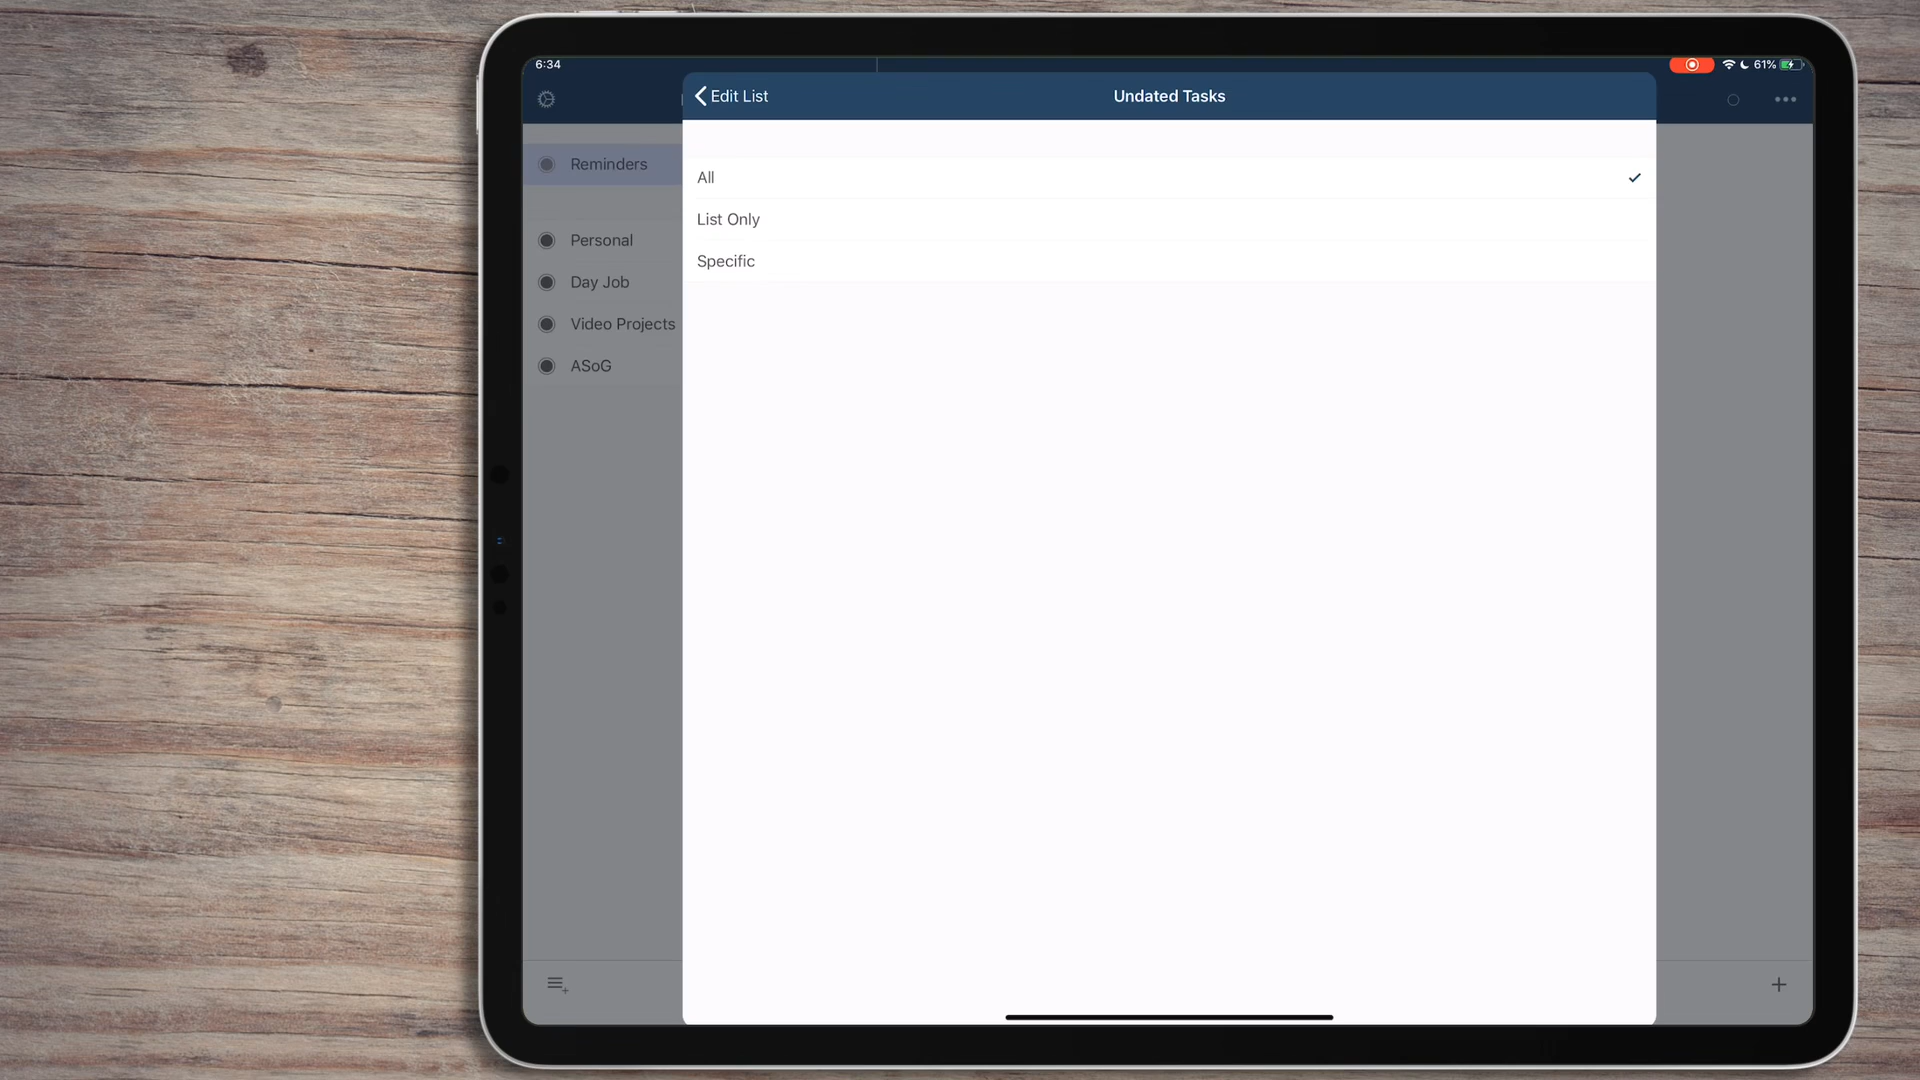 6:34
61%
Edit List
Undated Tasks
Reminders
All
List Only
Personal
Specific
Day Job
Video Projects
ASoG